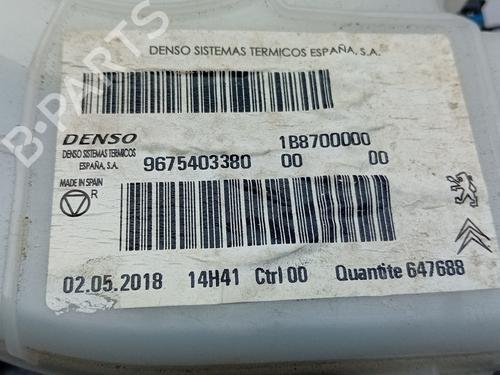 DENSO SISTEMAS TERMICOS ESPAÑA, S.A.
DENSO
DENSO SISTEMAS TERMICOS
ESPAÑA, S.A.
1B8700000
9675403380 00 00
MADE IN SPAIN
R
02.05.2018 14H41 Ctrl 00 Quantite 647688
B-PARTS